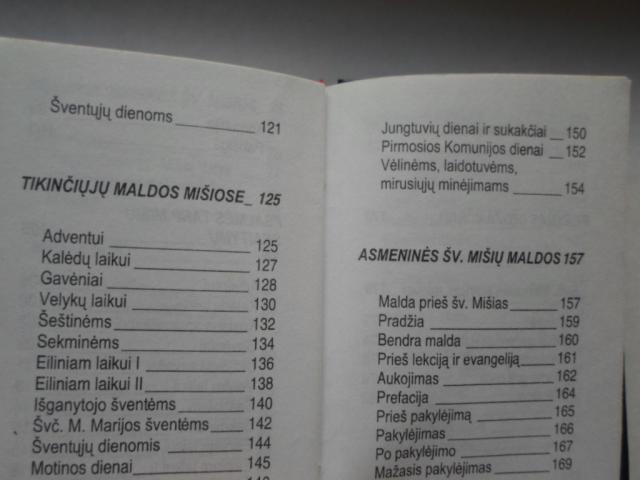 Šventųjų dienoms 121
TIKINČIŲJŲ MALDOS MIŠIOSE 125
Adventui 125
Kalėdų laikui 127
Gavėniai 128
Velykų laikui 130
Šeštinėms 132
Sekminėms 134
Eiliniam laikui I 136
Eiliniam laikui II 138
Išganytojo šventėms 140
Švč. M. Marijos šventėms 142
Šventųjų dienomis 144
Motinos dienai 145
Jungtuvių dienai ir sukakčiai 150
Pirmosios Komunijos dienai 152
Vėlinėms, laidotuvėms,
mirusiųjų minėjimams 154
ASMENINĖS ŠV. MIŠIŲ MALDOS 157
Malda prieš šv. Mišias 157
Pradžia 159
Bendra malda 160
Prieš lekciją ir evangeliją 161
Aukojimas 162
Prefacija 164
Prieš pakylėjimą 165
Pakylėjimas 166
Po pakylėjimo 167
Mažasis pakylėjimas 169